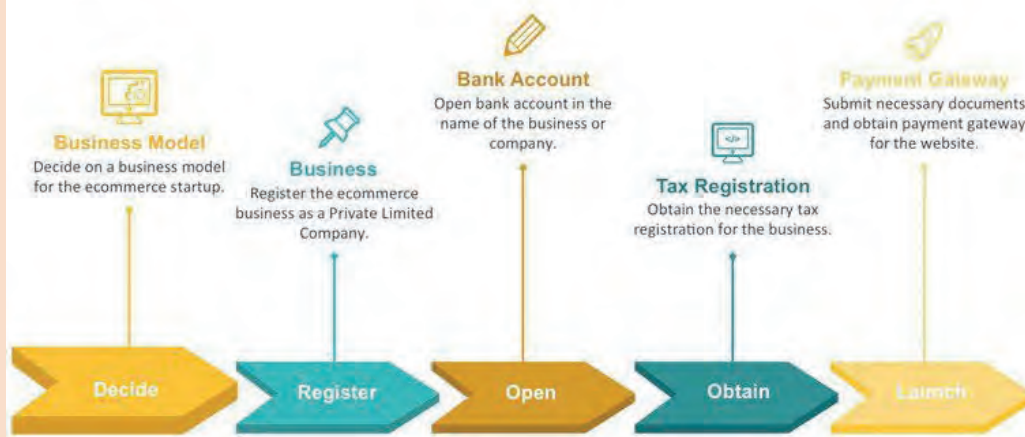 Business Model
Decide on a business model
for the ecommerce startup.
Business
Register the ecommerce
business as a Private Limited
Company.
Bank Account
Open bank account in the
name of the business or
company.
Tax Registration
Obtain the necessary tax
registration for the business.
Payment Gateway
Submit necessary documents
and obtain payment gateway
for the website.
Decide
Register
Open
Obtain
Launch